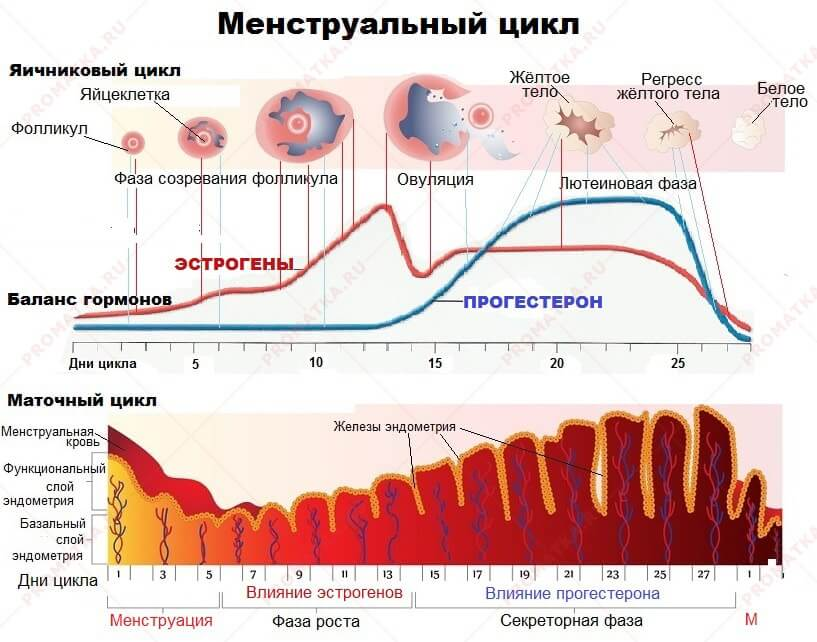 Менструальный цикл
Яичниковый цикл
Яйцеклетка
Фолликул
Жёлтое
тело
Регресс
жёлтого тела
Белое
тело
Фаза созревания фолликула
Овуляция
Лютеиновая фаза
ЭСТРОГЕНЫ
Баланс гормонов
ПРОГЕСТЕРОН
Дни цикла 5 10 15 20 25
Маточный цикл
Менструальная
кровь
Железы эндометрия
Функциональный
слой
эндометрия
Базальный
слой
эндометрия
Дни цикла 1 3 5 7 9 11 13 15 17 19 21 23 25 27 1
Влияние эстрогенов Влияние прогестерона
Менструация Фаза роста Секреторная фаза М
PROMATKA.RU